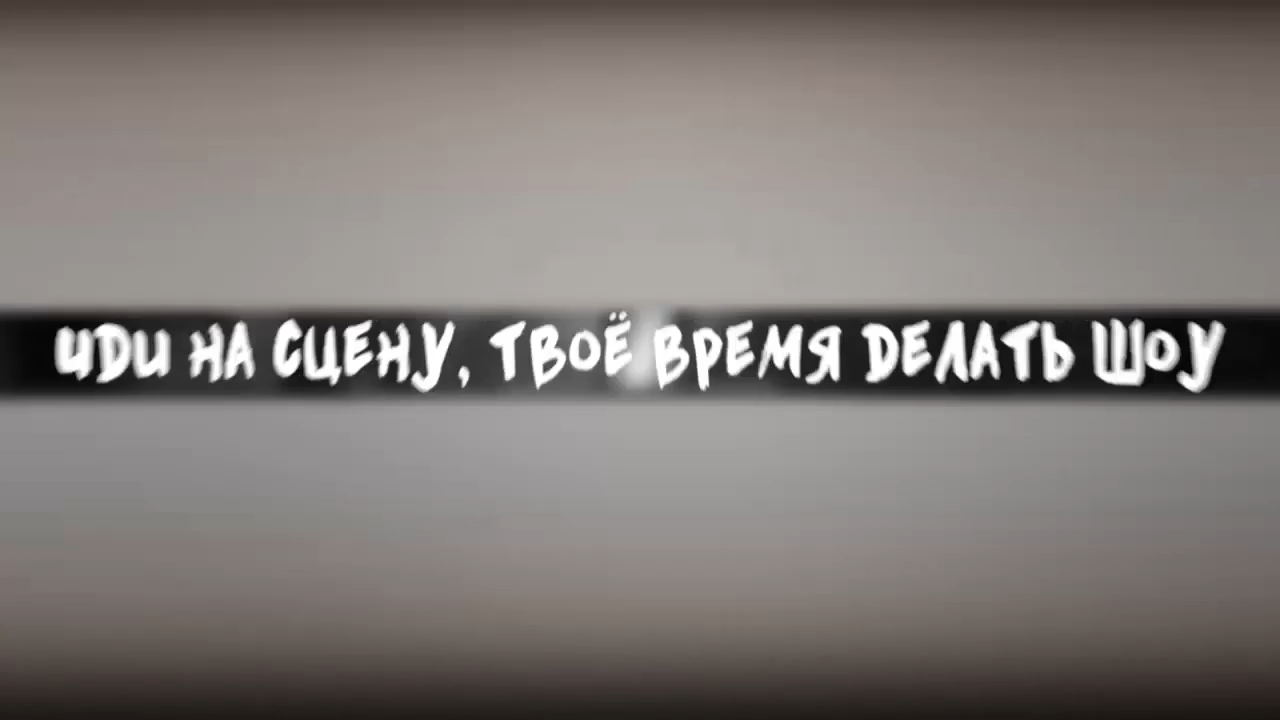 иди на сцену, твоё время делать шоу